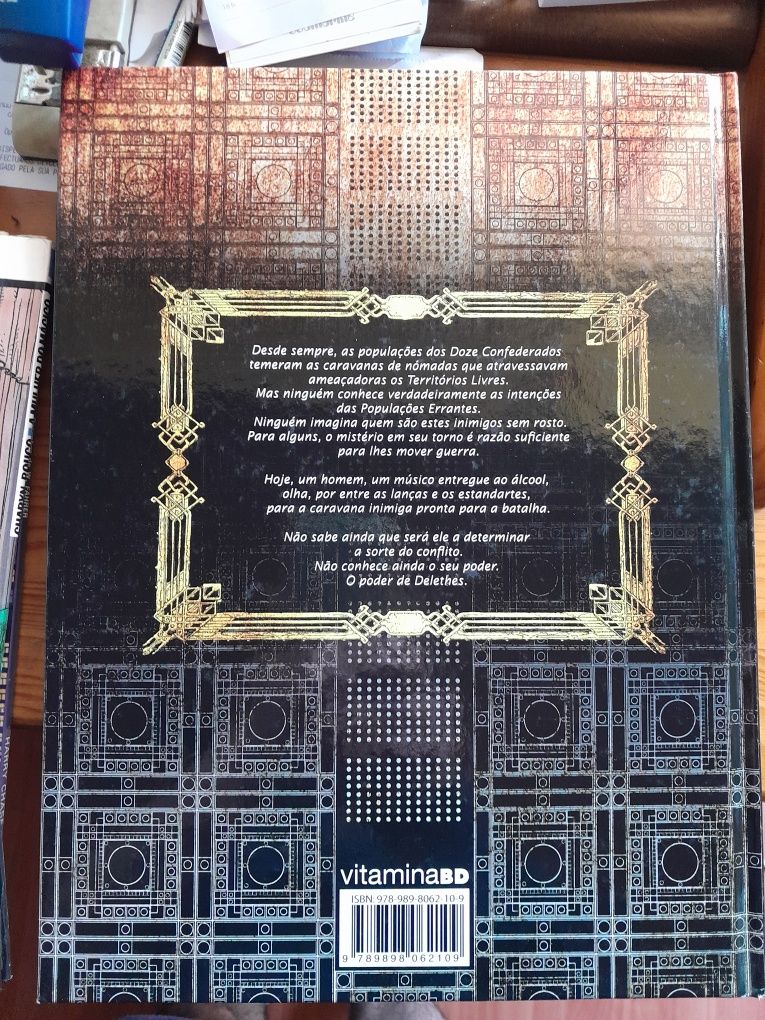 Desde sempre, as populações dos Doze Confederados
temeram as caravanas de nómadas que atravessavam
ameaçadoras os Territórios Livres.
Mas ninguém conhece verdadeiramente as intenções
das Populações Errantes.
Ninguém imagina quem são estes inimigos sem rosto.
Para alguns, o mistério em seu torno é razão suficiente
para lhes mover guerra.
Hoje, um homem, um músico entregue ao álcool,
olha, por entre as lanças e os estandartes,
para a caravana inimiga pronta para a batalha.
Não sabe ainda que será ele a determinar
a sorte do conflito.
Não conhece ainda o seu poder.
O poder de Delethes.
vitaminaBD
ISBN: 978-989-8062-10-9
9 789898 062109